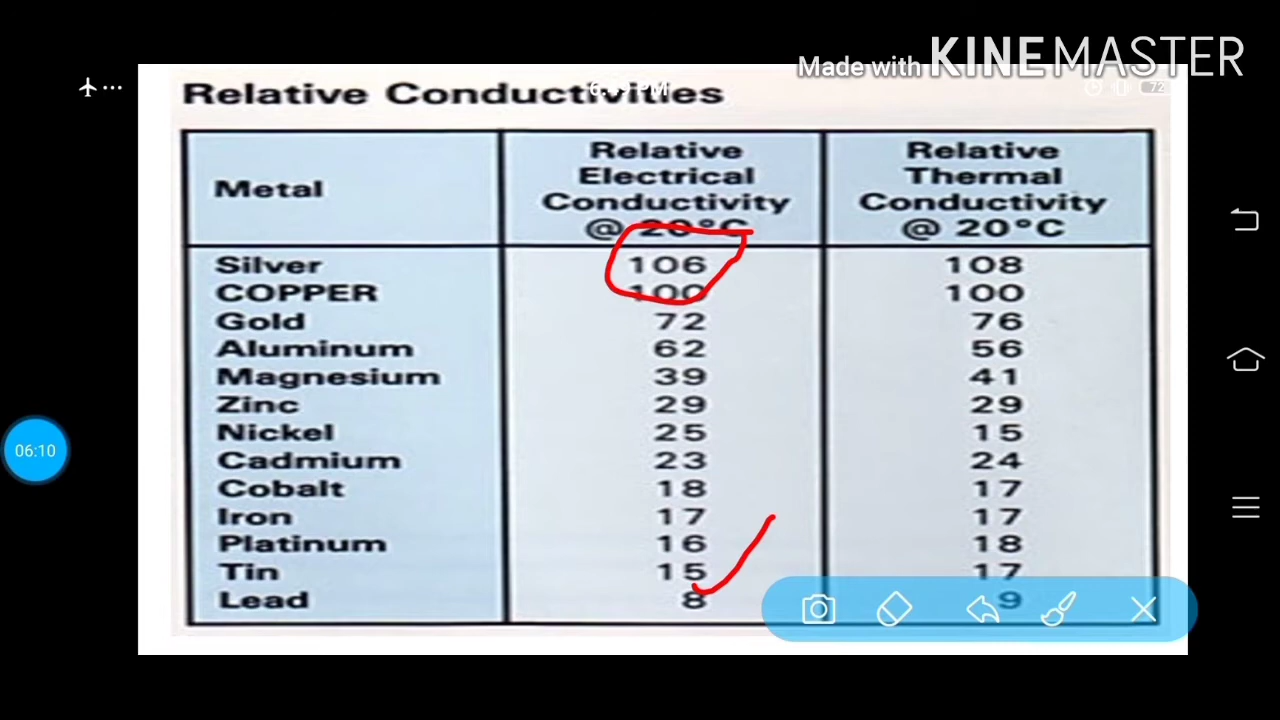 Made with KINEMASTER
Relative Conductivities
72
Metal
Relative
Electrical
Conductivity
@ 20°C
Relative
Thermal
Conductivity
@ 20°C
Silver 106 108
COPPER 100 100
Gold 72 76
Aluminum 62 56
Magnesium 39 41
Zinc 29 29
Nickel 25 15
Cadmium 23 24
06:10
Cobalt 18 17
Iron 17 17
Platinum 16 18
Tin 15 17
Lead 8 9